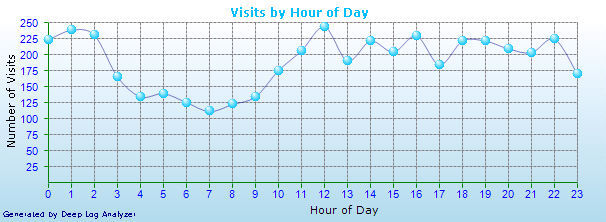 Visits by Hour of Day
250
225
200
175
150
125
100
75
50
25
Number of Visits
0 1 2 3 4 5 6 7 8 9 10 11 12 13 14 15 16 17 18 19 20 21 22 23
Hour of Day
Generated by Deep Log Analyzer